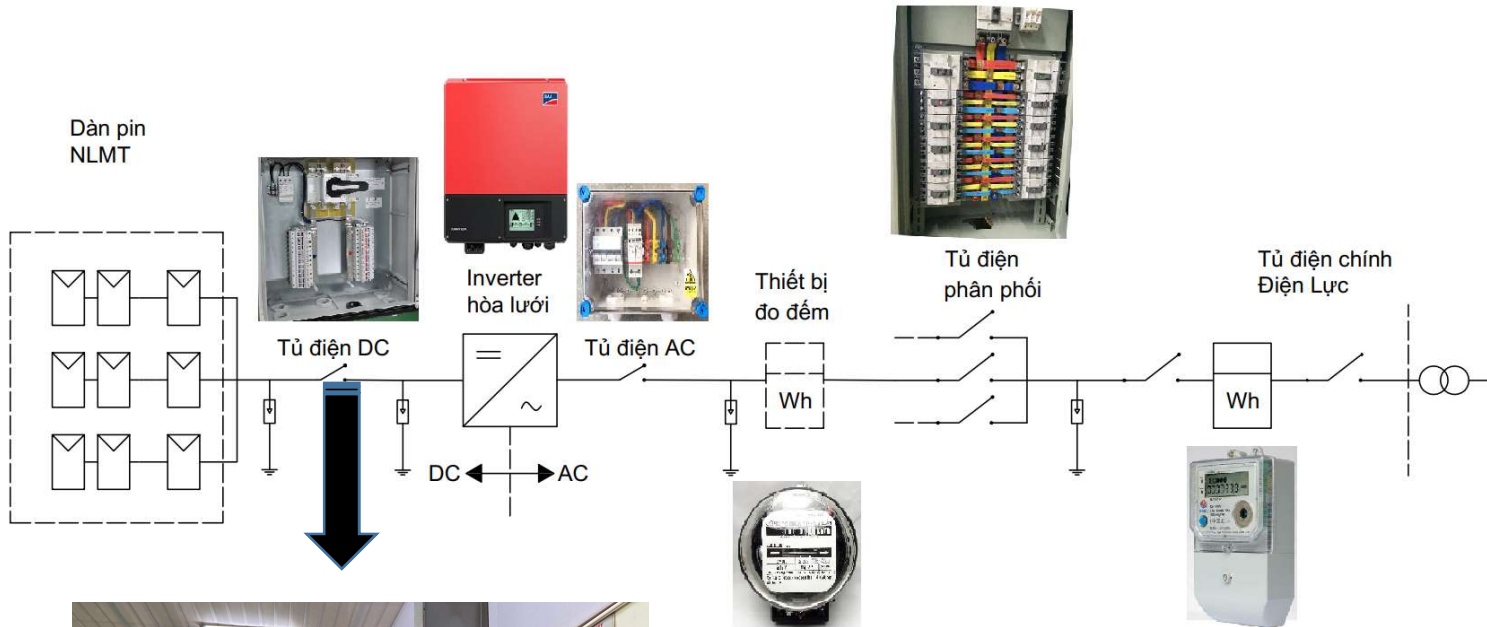 Dàn pin
NLMT
Tủ điện DC
Inverter
hòa lưới
Tủ điện AC
DC
AC
Thiết bị
đo đếm
Wh
Tủ điện
phân phối
Tủ điện chính
Điện Lực
Wh